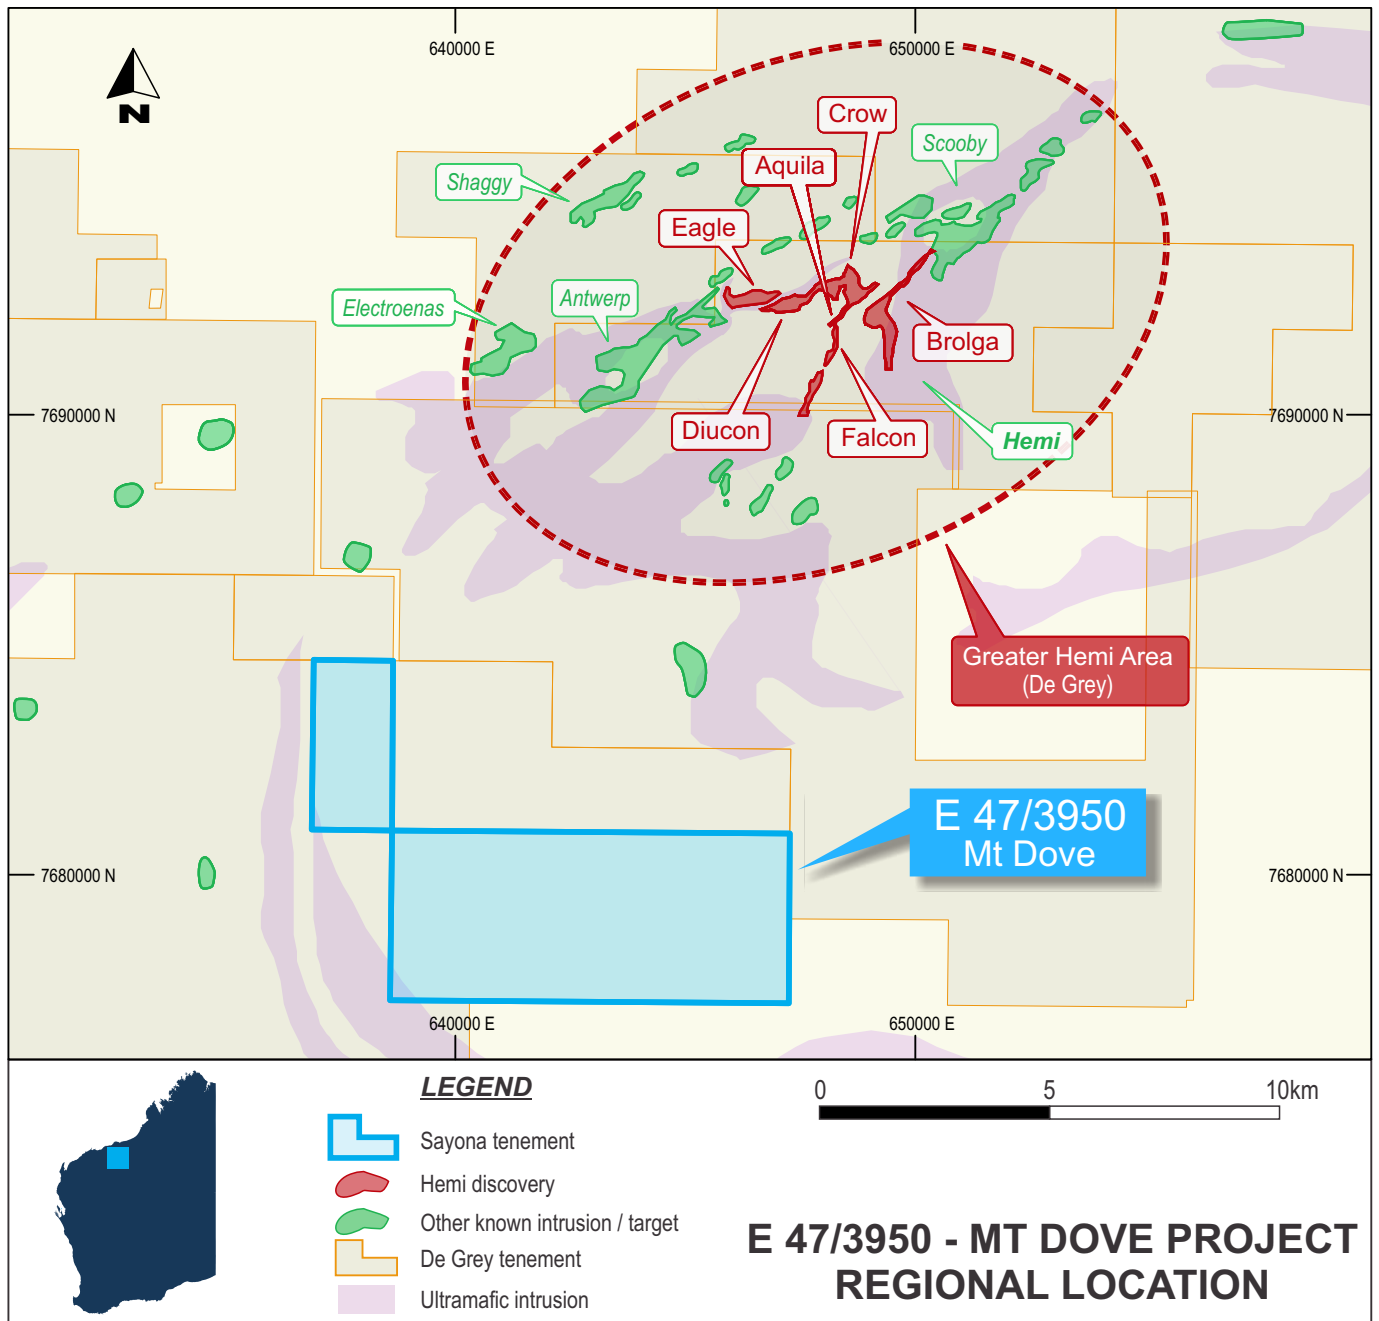 640000 E
650000 E
N
Crow
Scooby
Aquila
Shaggy
Eagle
Electroenas
Antwerp
Brolga
7690000 N
7690000 N
Diucon
Falcon
Hemi
Greater Hemi Area
(De Grey)
E 47/3950
Mt Dove
7680000 N
7680000 N
640000 E
650000 E
LEGEND
Sayona tenement
Hemi discovery
Other known intrusion / target
De Grey tenement
Ultramafic intrusion
0 5 10km
E 47/3950 - MT DOVE PROJECT
REGIONAL LOCATION